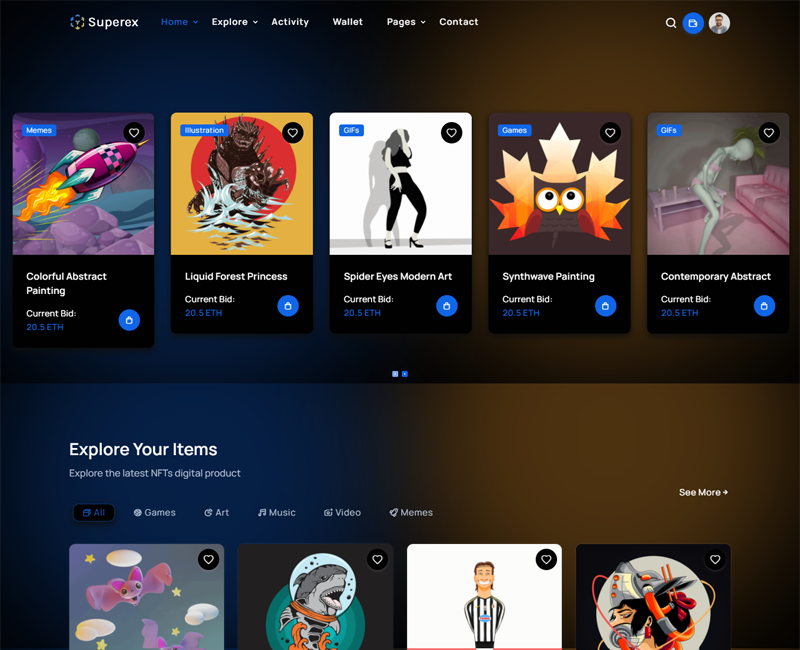 Superex
Home Explore Activity Wallet Pages Contact
Memes
Illustration
GIFs
Games
GIFs
Colorful Abstract
Painting
Current Bid:
20.5 ETH
Liquid Forest Princess
Current Bid:
20.5 ETH
Spider Eyes Modern Art
Current Bid:
20.5 ETH
Synthwave Painting
Current Bid:
20.5 ETH
Contemporary Abstract
Current Bid:
20.5 ETH
Explore Your Items
Explore the latest NFTs digital product
See More
All Games Art Music Video Memes